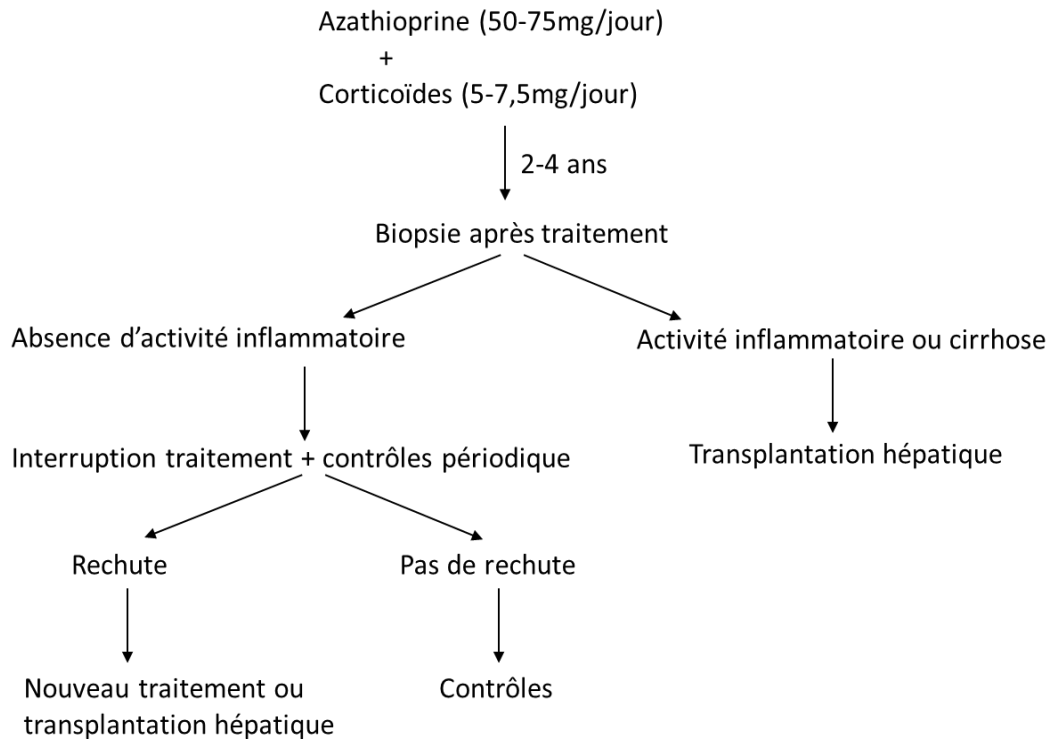 Azathioprine (50-75mg/jour)
+
Corticoïdes (5-7,5mg/jour)
2-4 ans
Biopsie après traitement
Absence d’activité inflammatoire
Activité inflammatoire ou cirrhose
Interruption traitement + contrôles périodique
Transplantation hépatique
Rechute
Pas de rechute
Nouveau traitement ou
transplantation hépatique
Contrôles